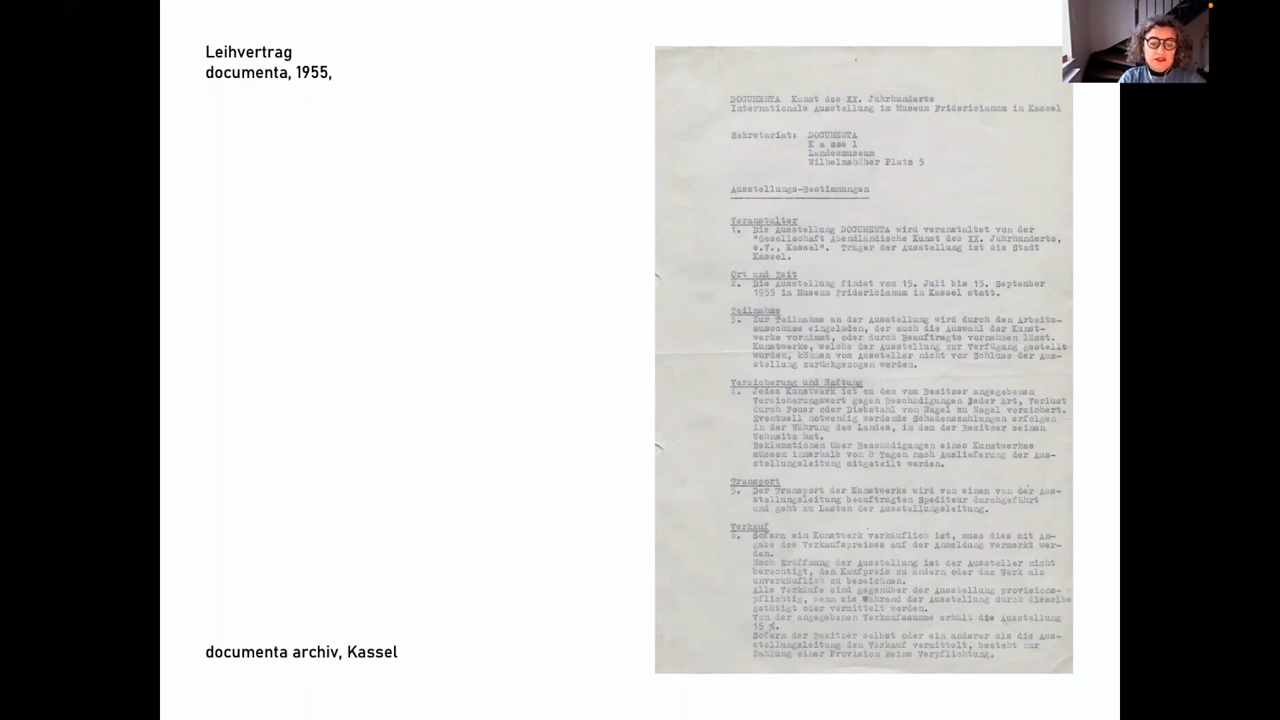 Leihvertrag
documenta, 1955,
DOCUMENTA Kunst des XX. Jahrhunderts
Internationale Ausstellung im Museum Fridericianum in Kassel
Sekretariat: DOCUMENTA
K a sse l
Landesmuseum
Wilhelmshöher Platz 5
Ausstellungs-Bestimmungen
Veranstalter
1. Die Ausstellung DOCUMENTA wird veranstaltet von der
"Gesellschaft Abendländische Kunst des XX. Jahrhunderts,
e.V., Kassel". Träger der Ausstellung ist die Stadt
Kassel.
Ort und Zeit
2. Die Ausstellung findet vom 15. Juli bis 15. September
1955 im Museum Fridericianum in Kassel statt.
Teilnahme
3. Zur Teilnahme an der Ausstellung wird durch den Arbeits-
ausschuss eingeladen, der auch die Auswahl der Kunst-
werke vornimmt, oder durch Beauftragte vornehmen lässt.
Kunstwerke, welche der Ausstellung zur Verfügung gestellt
wurden, können vom Aussteller nicht vor Schluss der Aus-
stellung zurückgezogen werden.
Versicherung und Haftung
4. Jedes Kunstwerk ist zu dem vom Besitzer angegebenen
Versicherungswert gegen Beschädigungen jeder Art, Verlust
durch Feuer oder Diebstahl von Nagel zu Nagel versichert.
Eventuell notwendig werdende Schadenszahlungen erfolgen
in der Währung des Landes, in dem der Besitzer seinen
Wohnsitz hat.
Reklamationen über Beschädigungen eines Kunstwerkes
müssen innerhalb von 8 Tagen nach Auslieferung der Aus-
stellungsleitung mitgeteilt werden.
Transport
5. Der Transport der Kunstwerke wird von einem von der Aus-
stellungsleitung beauftragten Spediteur durchgeführt
und geht zu Lasten der Ausstellungsleitung.
Verkauf
6. Sofern ein Kunstwerk verkäuflich ist, muss dies mit An-
gabe des Verkaufspreises auf der Anmeldung vermerkt wer-
den.
Nach Eröffnung der Ausstellung ist der Aussteller nicht
berechtigt, den Kaufpreis zu ändern oder das Werk als
unverkäuflich zu bezeichnen.
Alle Verkäufe sind gegenüber der Ausstellung provisions-
pflichtig, wenn sie während der Ausstellung durch dieselbe
getätigt oder vermittelt werden.
Von der angegebenen Verkaufssumme erhält die Ausstellung
15 %.
Sofern der Besitzer selbst oder ein anderer als die Aus-
stellungsleitung den Verkauf vermittelt, besteht zur
Zahlung einer Provision keine Verpflichtung.
documenta archiv, Kassel